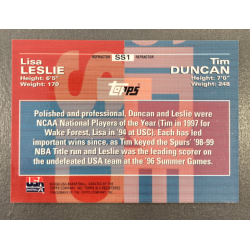 REFRACTOR SS1 REFRACTOR
Lisa
LESLIE
Height: 6'5"
Weight: 170
Tim
DUNCAN
Height: 7'0"
Weight: 248
Topps
Polished and professional, Duncan and Leslie were
NCAA National Players of the Year (Tim in 1997 for
Wake Forest, Lisa in '94 at USC). Each has led
important wins since, as Tim keyed the Spurs' '98-99
NBA Title run and Leslie was the leading scorer on
the undefeated USA team at the '96 Summer Games.
USA